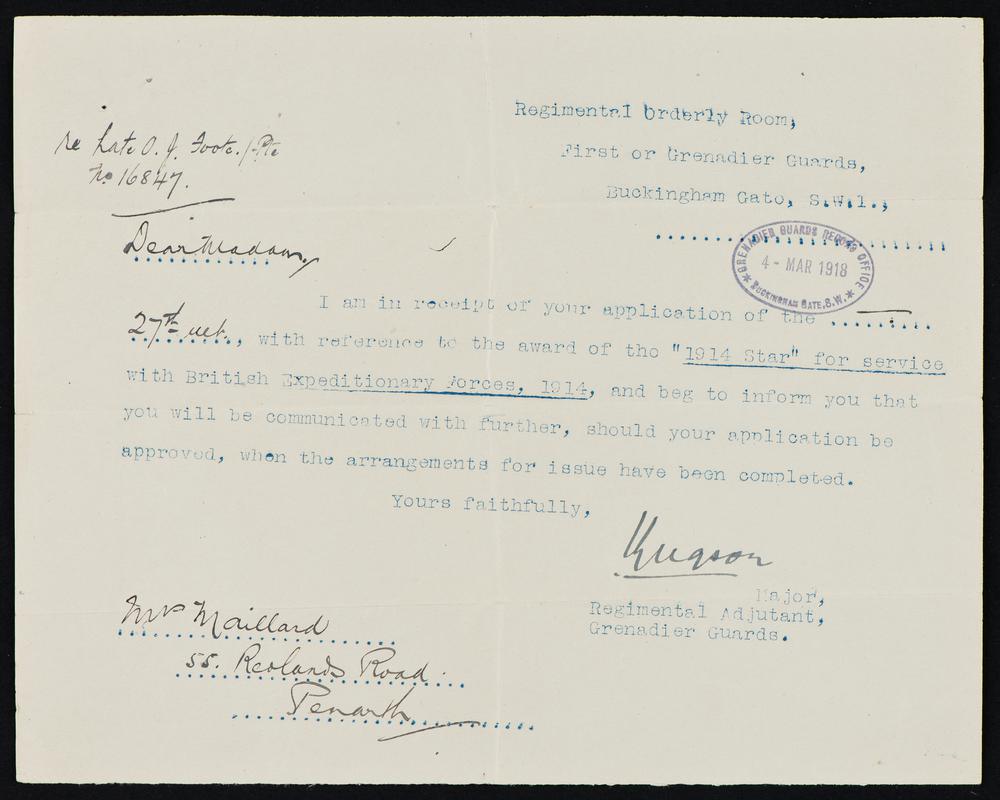 Regimental Orderly Room,
First or Grenadier Guards,
Buckingham Gate, S.W.1.,
re Late O. J. Foote. Pte
No 16847.
GRENADIER GUARDS RECORD OFFICE
4 - MAR 1918
BUCKINGHAM GATE, S.W.
Dear Madam,
I am in receipt of your application of the
27th ult., with reference to the award of the "1914 Star" for service
with British Expeditionary Forces, 1914, and beg to inform you that
you will be communicated with further, should your application be
approved, when the arrangements for issue have been completed.
Yours faithfully,
Major,
Regimental Adjutant,
Grenadier Guards.
Mrs Maillard
55. Redlands Road
Penarth